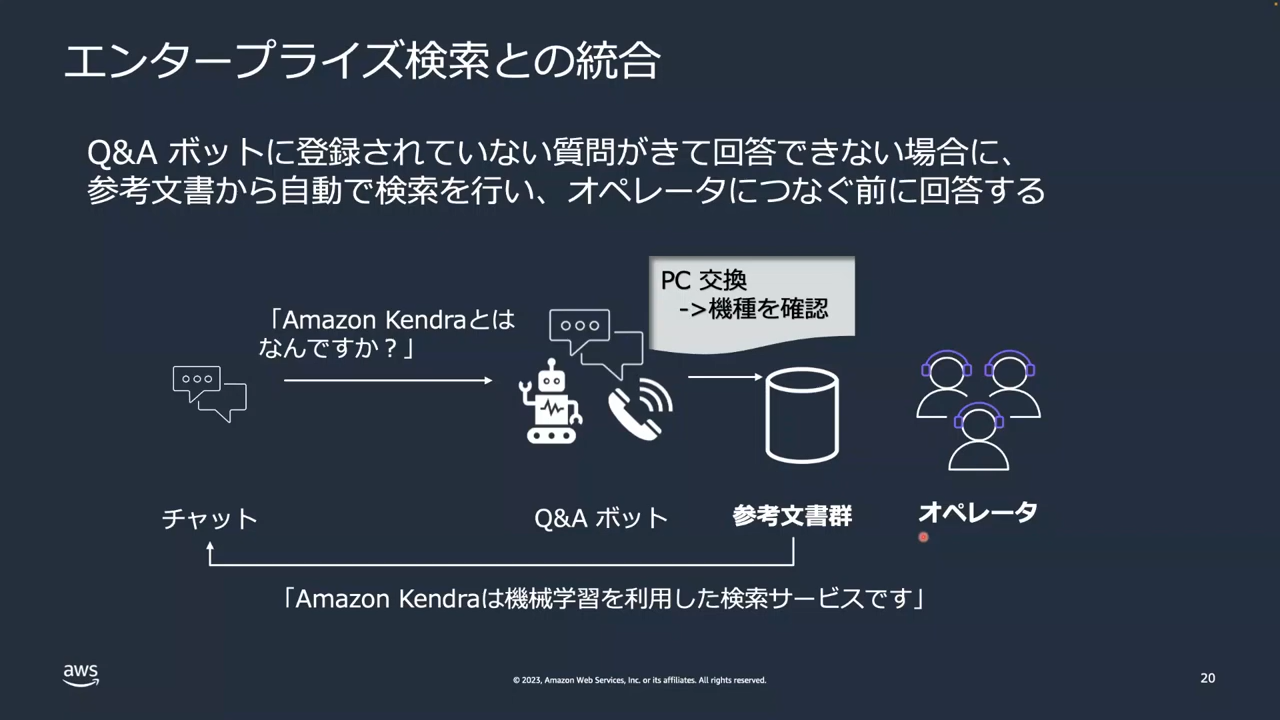 エンタープライズ検索との統合
Q&A ボットに登録されていない質問がきて回答できない場合に、
参考文書から自動で検索を行い、オペレータにつなぐ前に回答する
PC 交換
->機種を確認
「Amazon Kendraとは
なんですか？」
チャット
Q&A ボット
参考文書群
オペレータ
「Amazon Kendraは機械学習を利用した検索サービスです」
aws
© 2023, Amazon Web Services, Inc. or its affiliates. All rights reserved.
20